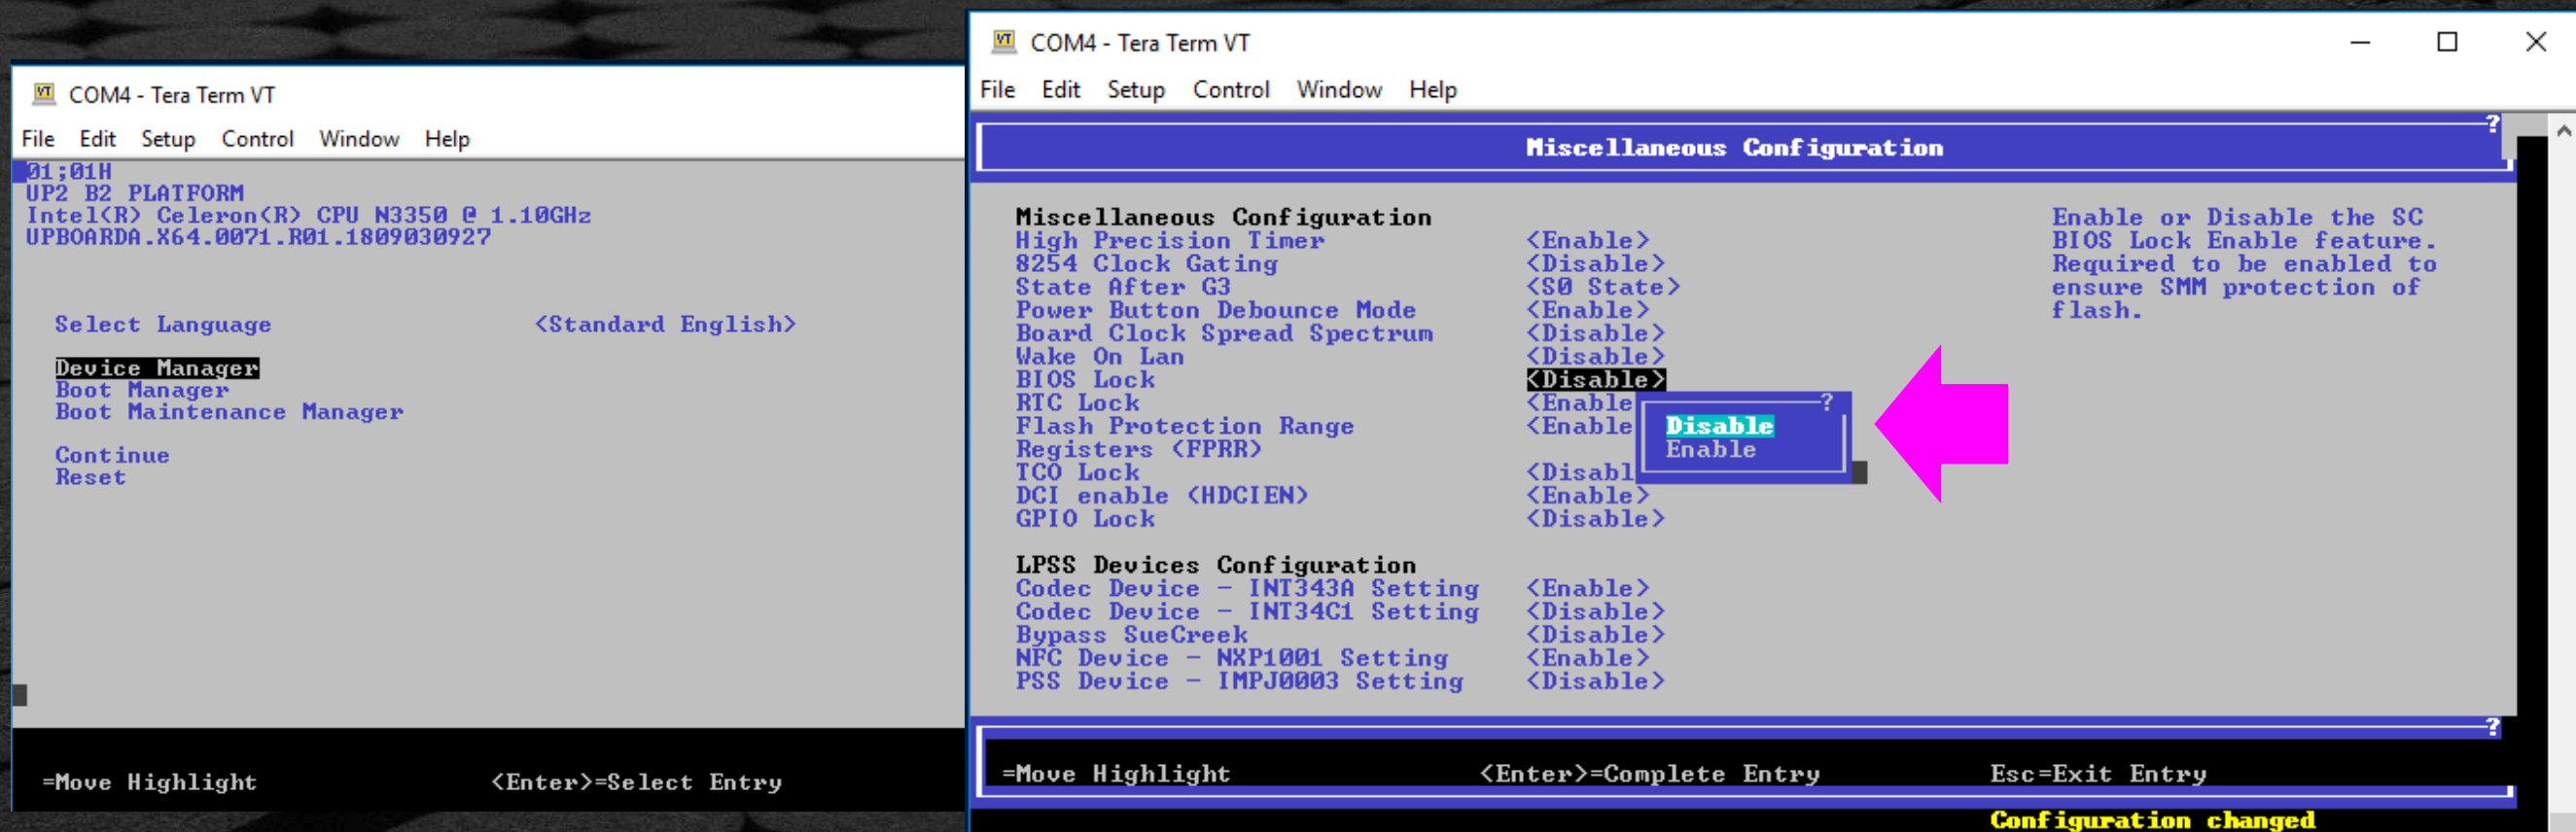 COM4 - Tera Term VT
File Edit Setup Control Window Help
01;01H
UP2 B2 PLATFORM
Intel(R) Celeron(R) CPU N3350 @ 1.10GHz
UPBOARDA.X64.0071.R01.1809030927
Select Language <Standard English>
Device Manager
Boot Manager
Boot Maintenance Manager
Continue
Reset
=Move Highlight <Enter>=Select Entry
COM4 - Tera Term VT
File Edit Setup Control Window Help
Miscellaneous Configuration
Miscellaneous Configuration
High Precision Timer <Enable>
8254 Clock Gating <Disable>
State After G3 <S0 State>
Power Button Debounce Mode <Enable>
Board Clock Spread Spectrum <Disable>
Wake On Lan <Disable>
BIOS Lock <Disable>
RTC Lock <Enable
Flash Protection Range <Enable
Registers (FPRR)
TCO Lock <Disabl
DCI enable (HDCIEN) <Enable>
GPIO Lock <Disable>
LPSS Devices Configuration
Codec Device - INT343A Setting <Enable>
Codec Device - INT34C1 Setting <Disable>
Bypass SueCreek <Disable>
NFC Device - NXP1001 Setting <Enable>
PSS Device - IMPJ0003 Setting <Disable>
Disable
Enable
Enable or Disable the SC
BIOS Lock Enable feature.
Required to be enabled to
ensure SMM protection of
flash.
=Move Highlight <Enter>=Complete Entry Esc=Exit Entry
Configuration changed